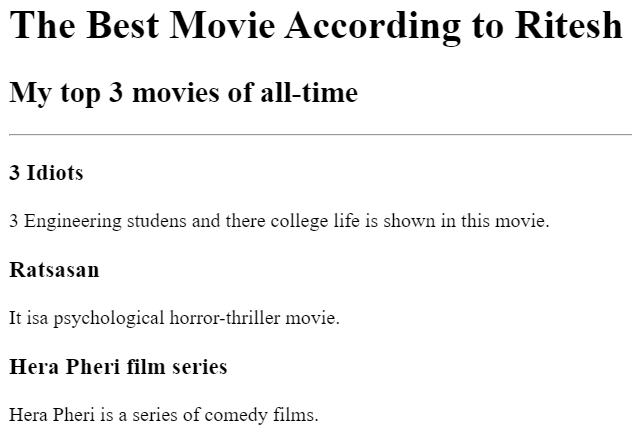 The Best Movie According to Ritesh
My top 3 movies of all-time
3 Idiots
3 Engineering studens and there college life is shown in this movie.
Ratsasan
It isa psychological horror-thriller movie.
Hera Pheri film series
Hera Pheri is a series of comedy films.